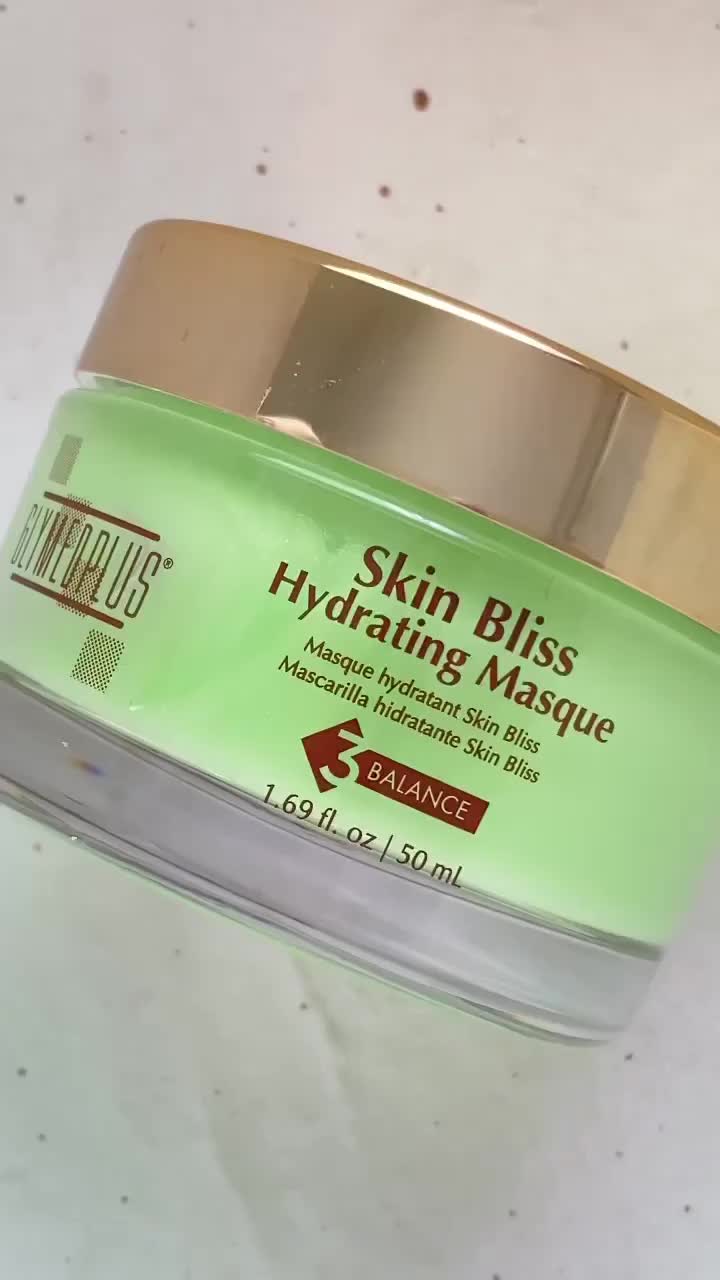 GLYMEDPLUS®
Skin Bliss
Hydrating Masque
Masque hydratant Skin Bliss
Mascarilla hidratante Skin Bliss
3 BALANCE
1.69 fl. oz | 50 mL